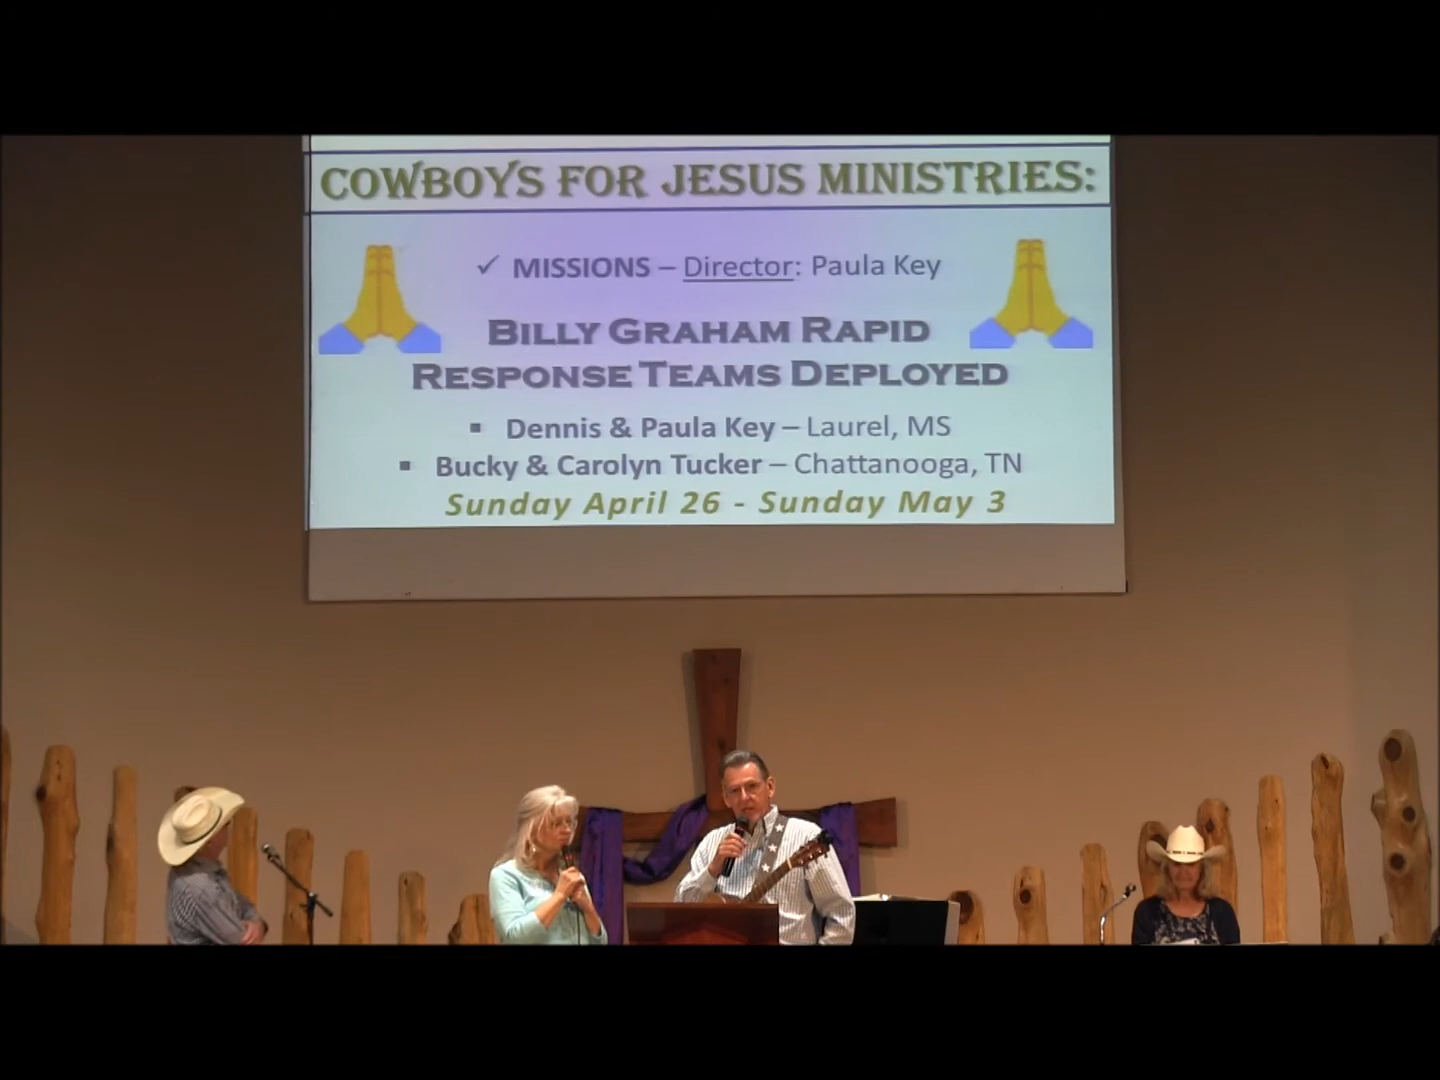 COWBOYS FOR JESUS MINISTRIES:
✓ MISSIONS – Director: Paula Key
BILLY GRAHAM RAPID
RESPONSE TEAMS DEPLOYED
▪ Dennis & Paula Key – Laurel, MS
▪ Bucky & Carolyn Tucker – Chattanooga, TN
Sunday April 26 - Sunday May 3